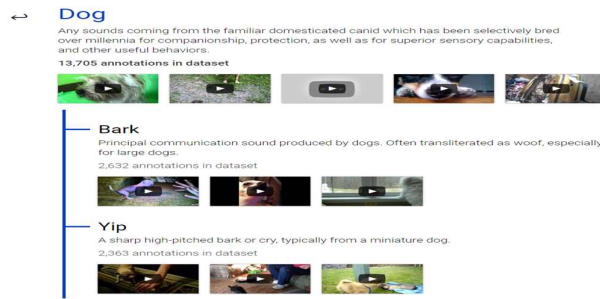 Dog
Any sounds coming from the familiar domesticated canid which has been selectively bred
over millennia for companionship, protection, as well as for superior sensory capabilities,
and other useful behaviors.
13,705 annotations in dataset
Bark
Principal communication sound produced by dogs. Often transliterated as woof, especially
for large dogs.
2,632 annotations in dataset
Yip
A sharp high-pitched bark or cry, typically from a miniature dog.
2,363 annotations in dataset